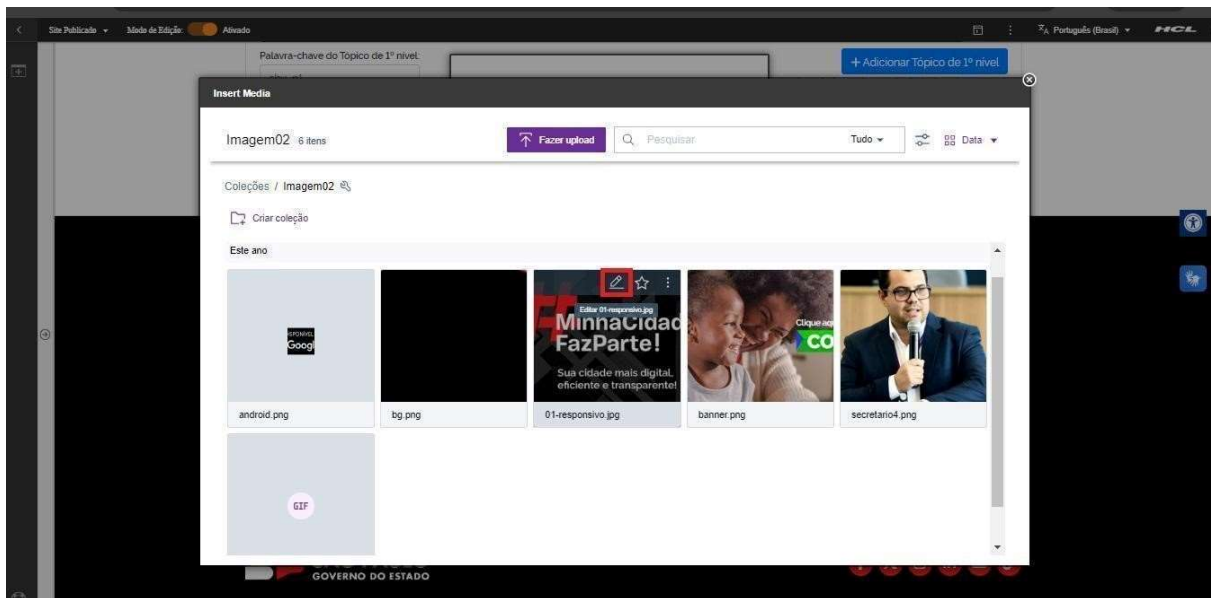 Site Publicado
Modo de Edição:
Ativado
Português (Brasil)
HCL
Palavra-chave do Tópico de 1º nível:
+ Adicionar Tópico de 1º nível
Insert Media
Imagem02 6 itens
Fazer upload
Pesquisar
Tudo
Data
Coleções / Imagem02
Criar coleção
Este ano
Googl
Editar 01-responsivo.jpg
MinhaCidad
FazParte!
Sua cidade mais digital,
eficiente e transparente!
Clique aq
CO
android.png
bg.png
01-responsivo.jpg
banner.png
secretario4.png
GIF
GOVERNO DO ESTADO